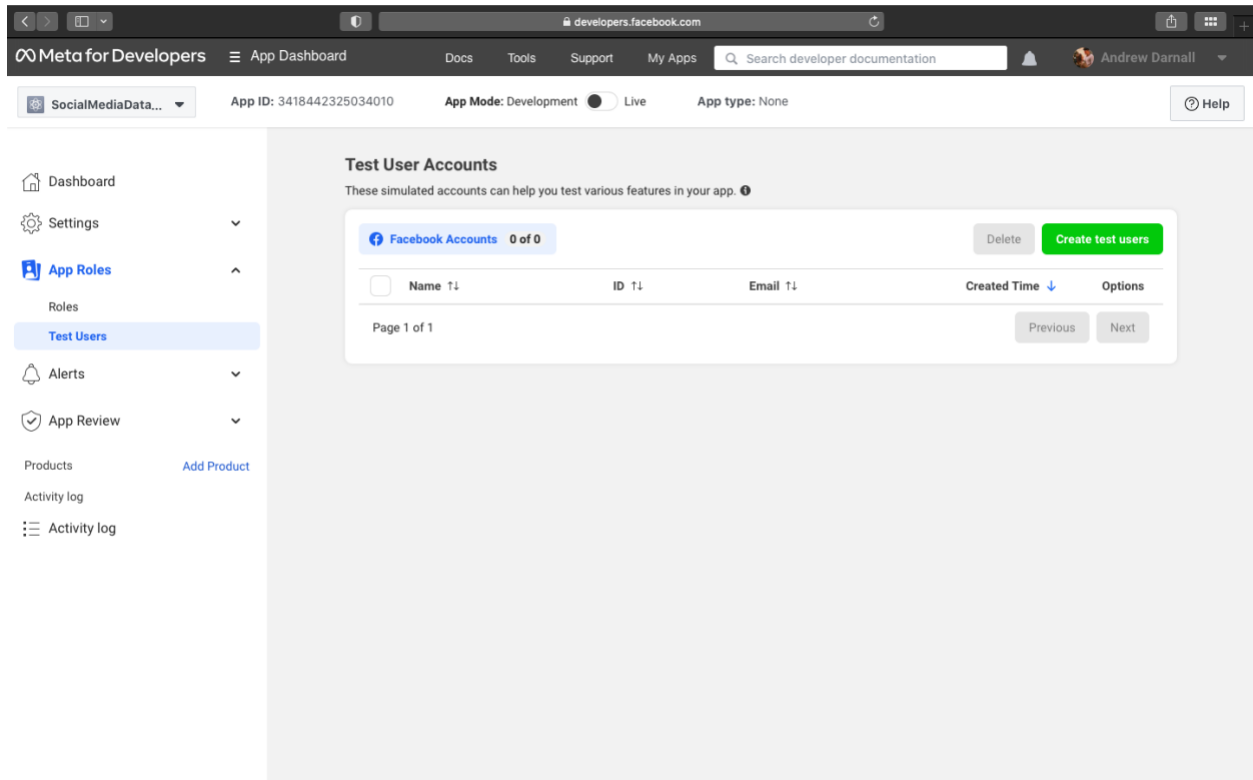 developers.facebook.com
Meta for Developers App Dashboard Docs Tools Support My Apps Search developer documentation Andrew Darnall
SocialMediaData... App ID: 3418442325034010 App Mode: Development Live App type: None Help
Dashboard
Settings
App Roles
Roles
Test Users
Alerts
App Review
Products Add Product
Activity log
Activity log
Test User Accounts
These simulated accounts can help you test various features in your app.
Facebook Accounts 0 of 0 Delete Create test users
Name ↑↓ ID ↑↓ Email ↑↓ Created Time ↓ Options
Page 1 of 1 Previous Next